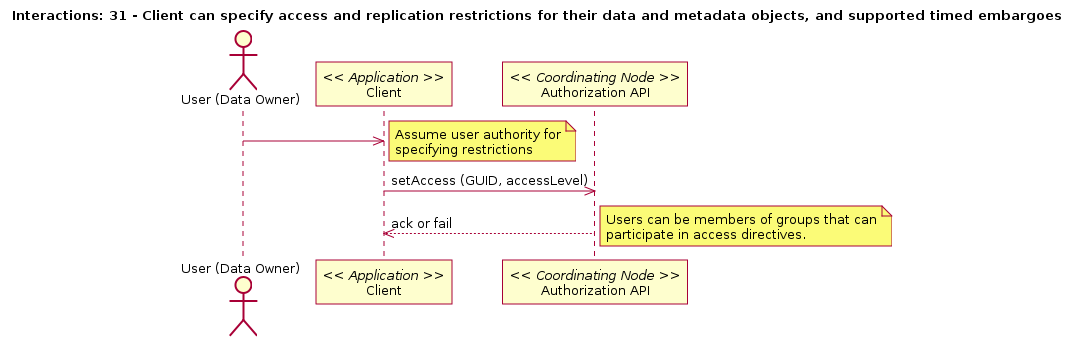 Interactions: 31 - Client can specify access and replication restrictions for their data and metadata objects, and supported timed embargoes
User (Data Owner)
<< Application >>
Client
<< Coordinating Node >>
Authorization API
Assume user authority for
specifying restrictions
setAccess (GUID, accessLevel)
Users can be members of groups that can
participate in access directives.
ack or fail
User (Data Owner)
<< Application >>
Client
<< Coordinating Node >>
Authorization API